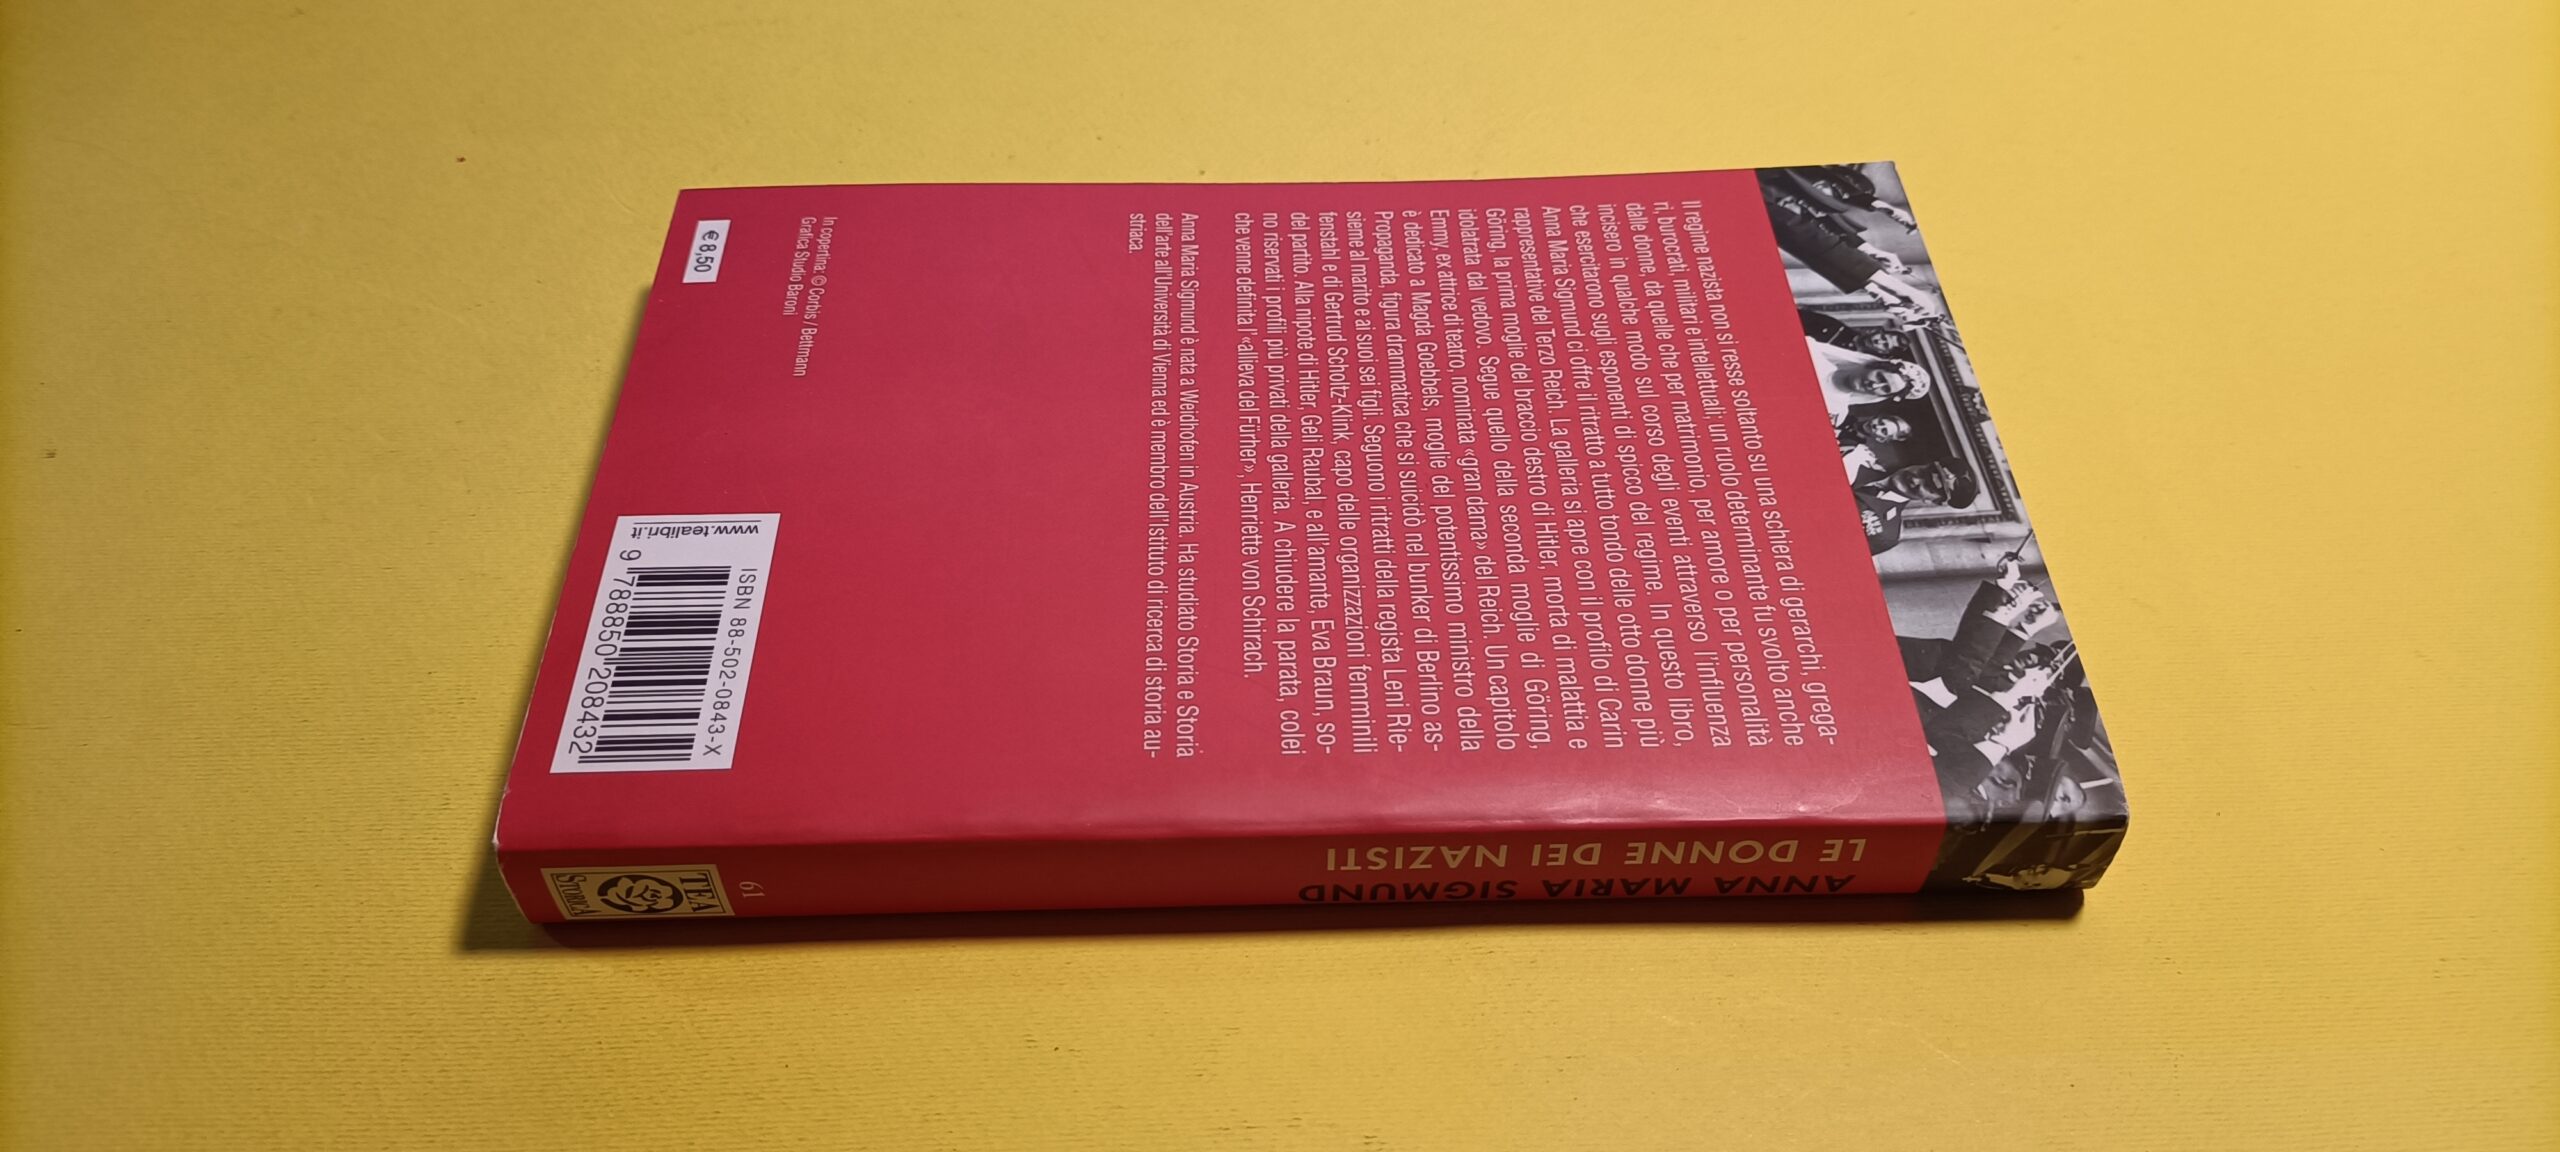 Il regime nazista non si resse soltanto su una schiera di gerarchi, grega-
ri, burocrati, militari e intellettuali; un ruolo determinante fu svolto anche
dalle donne, da quelle che per matrimonio, per amore o per personalità
incisero in qualche modo sul corso degli eventi attraverso l'influenza
che esercitarono sugli esponenti di spicco del regime. In questo libro,
Anna Maria Sigmund ci offre il ritratto a tutto tondo delle otto donne più
rappresentative del Terzo Reich. La galleria si apre con il profilo di Carin
Göring, la prima moglie del braccio destro di Hitler, morta di malattia e
idolatrata dal vedovo. Segue quello della seconda moglie di Göring,
Emmy, ex attrice di teatro, nominata «gran dama» del Reich. Un capitolo
è dedicato a Magda Goebbels, moglie del potentissimo ministro della
Propaganda, figura drammatica che si suicidò nel bunker di Berlino as-
sieme al marito e ai suoi sei figli. Seguono i ritratti della regista Leni Rie-
fenstahl e di Gertrud Scholtz-Klink, capo delle organizzazioni femminili
del partito. Alla nipote di Hitler, Geli Raubal, e all'amante, Eva Braun, so-
no riservati i profili più privati della galleria. A chiudere la parata, colei
che venne definita l'«allieva del Fürher», Henriette von Schirach.
Anna Maria Sigmund è nata a Weidhofen in Austria. Ha studiato Storia e Storia
dell'arte all'Università di Vienna ed è membro dell'Istituto di ricerca di storia au-
striaca.
In copertina: © Corbis / Bettmann
Grafica Studio Baroni
€ 8,50
ISBN 88-502-0843-X
9 788850 208432
www.tealibri.it
ANNA MARIA SIGMUND
LE DONNE DEI NAZISTI
61
TEA
STORICA